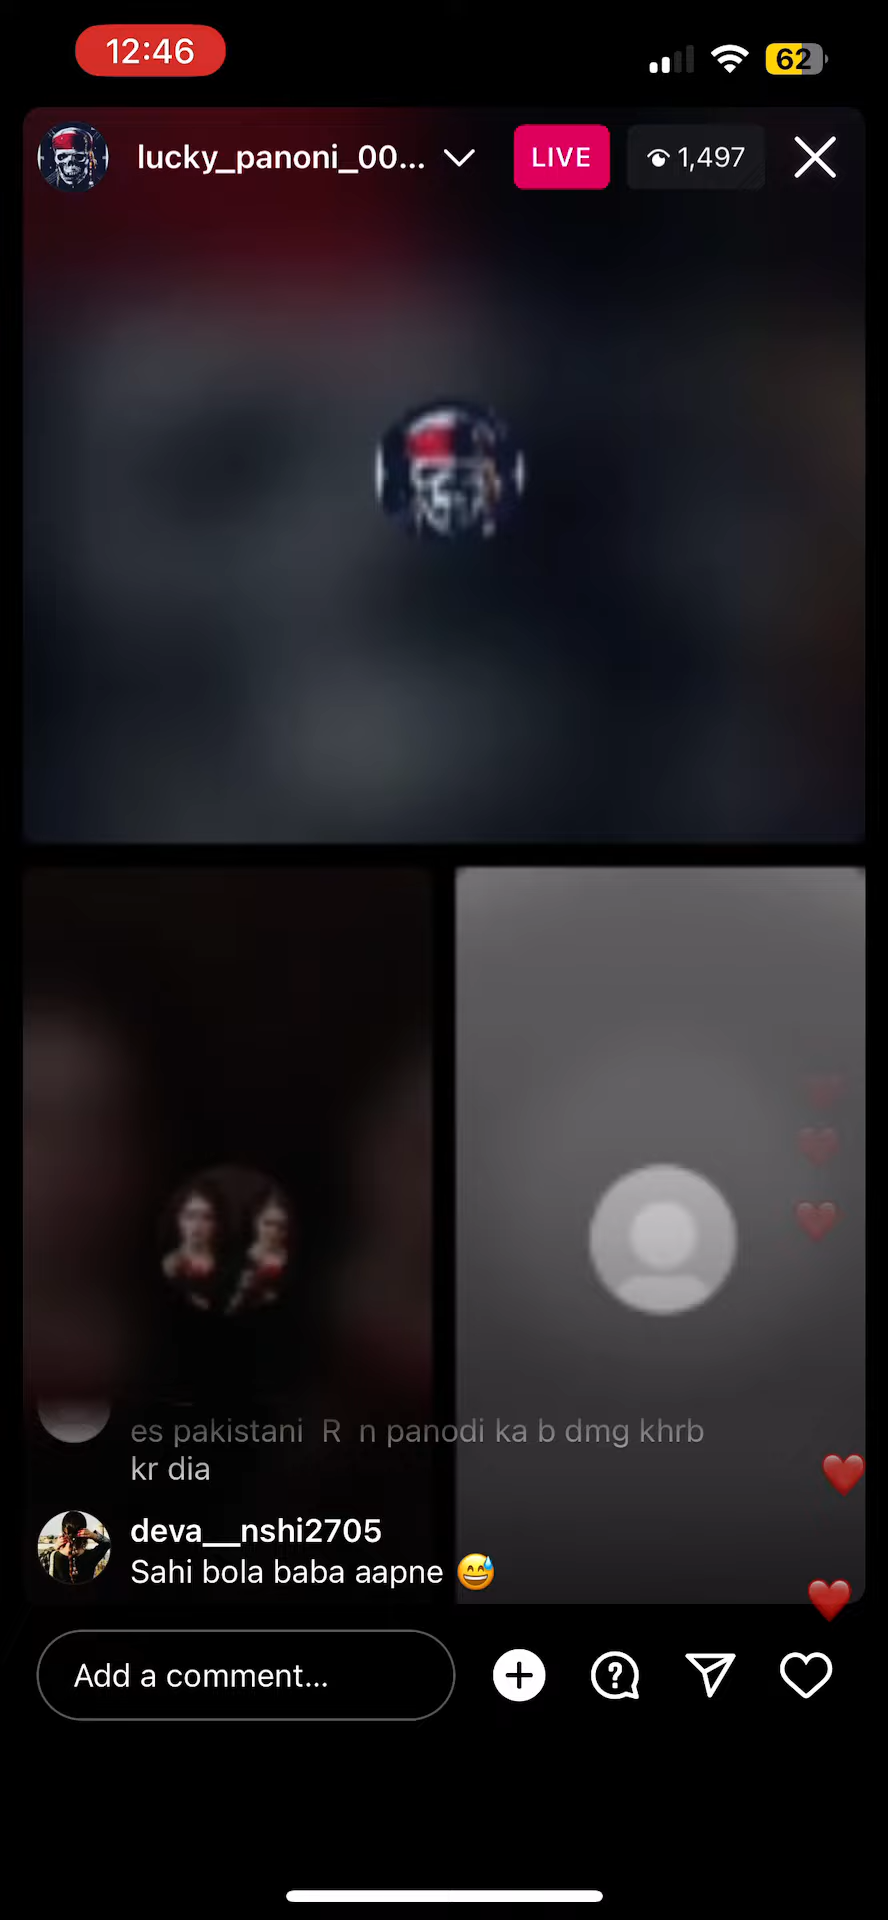 12:46
62
lucky_panoni_00...
LIVE
1,497
es pakistani R n panodi ka b dmg khrb
kr dia
deva__nshi2705
Sahi bola baba aapne 😅
Add a comment...